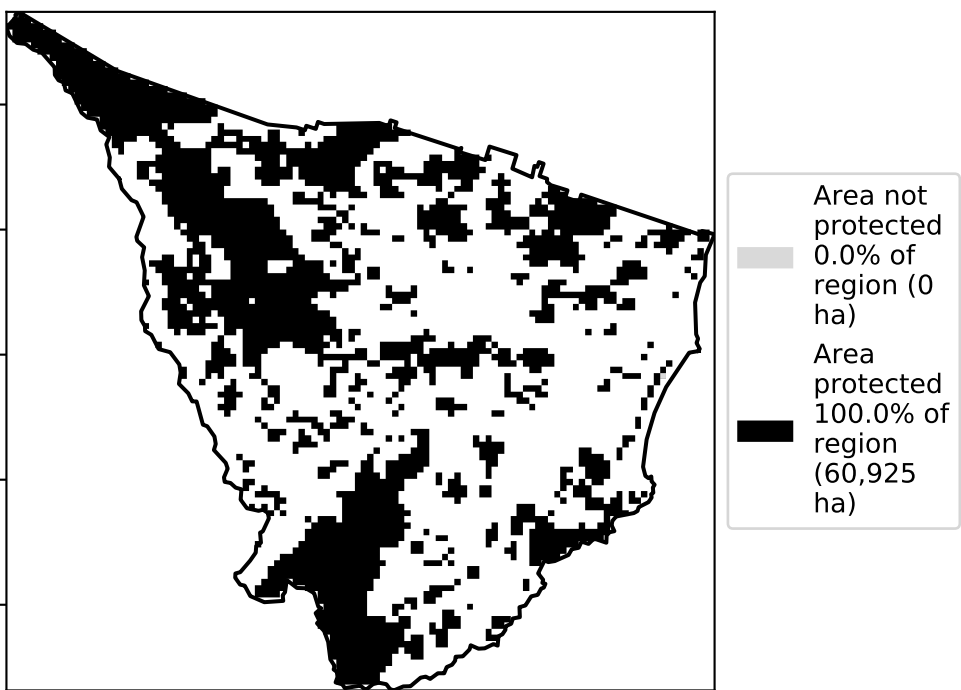 Area not
protected
0.0% of
region (0
ha)
Area
protected
100.0% of
region
(60,925
ha)